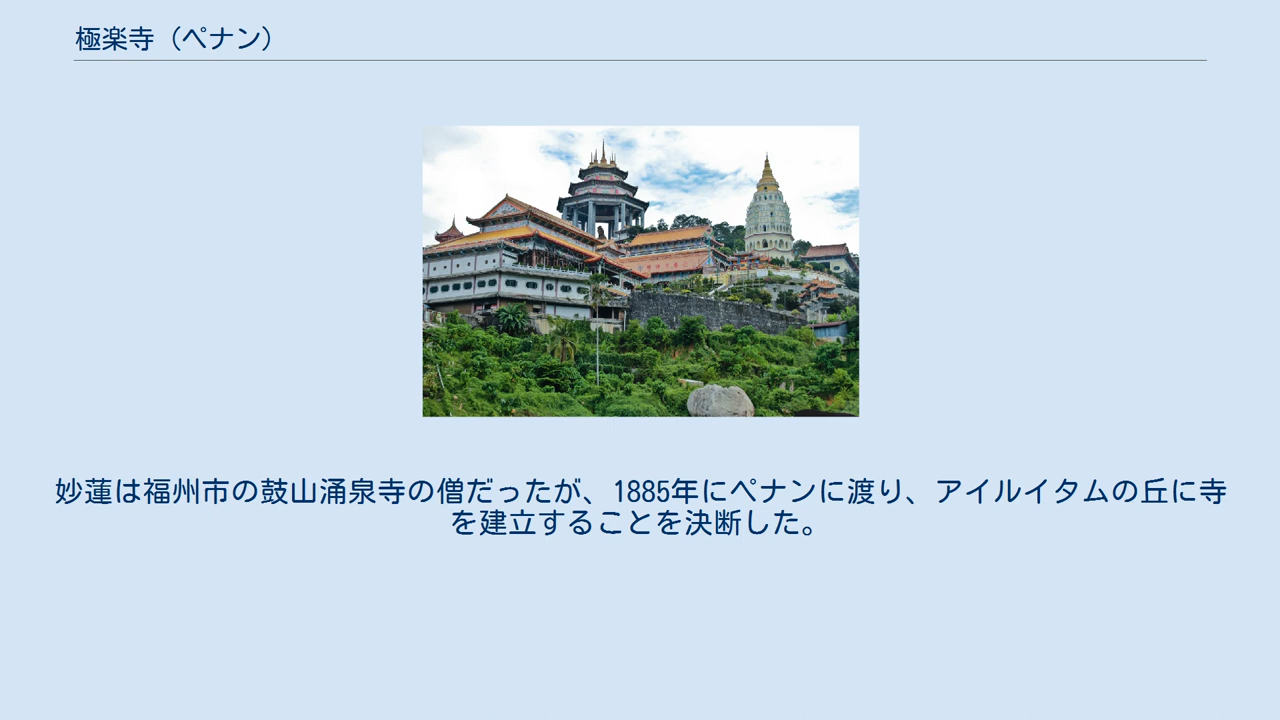 極楽寺（ペナン）
妙蓮は福州市の鼓山涌泉寺の僧だったが、1885年にペナンに渡り、アイルイタムの丘に寺
を建立することを決断した。